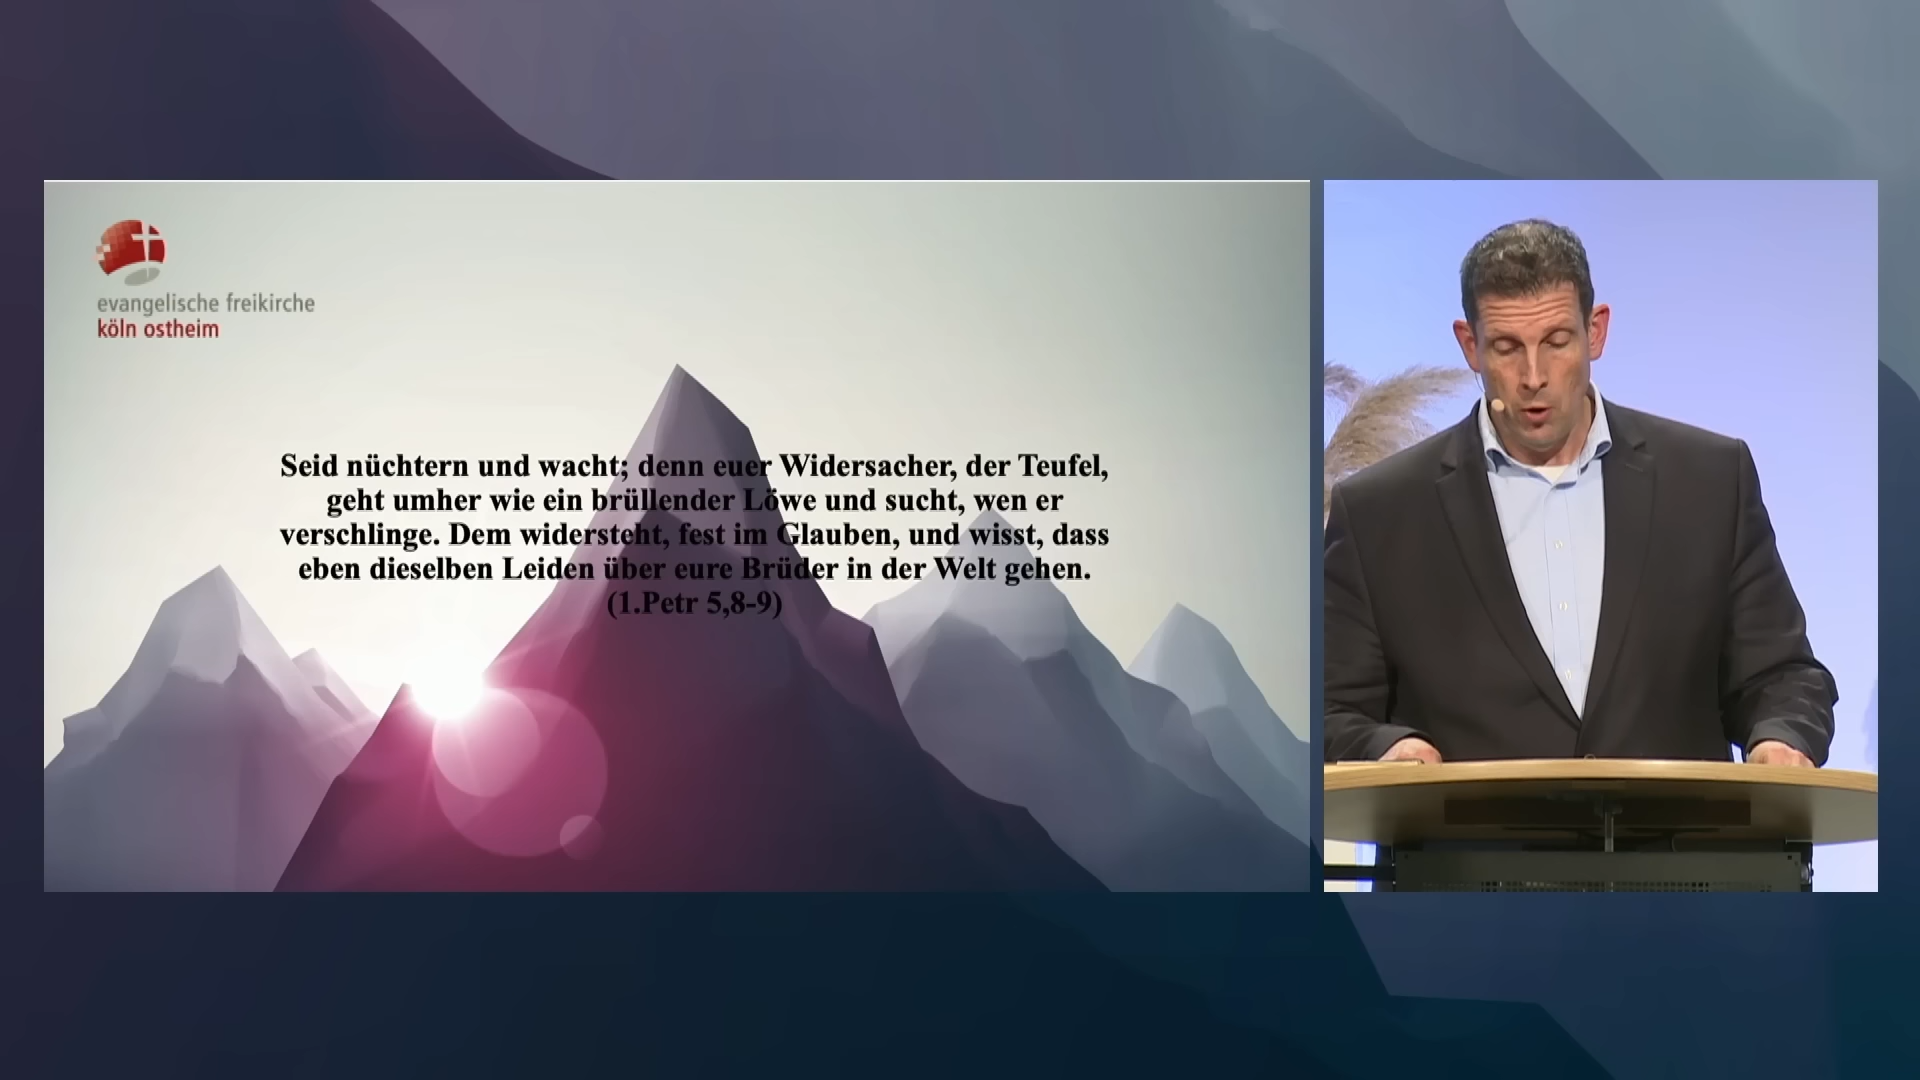 evangelische freikirche
köln ostheim
Seid nüchtern und wacht; denn euer Widersacher, der Teufel,
geht umher wie ein brüllender Löwe und sucht, wen er
verschlinge. Dem widersteht, fest im Glauben, und wisst, dass
eben dieselben Leiden über eure Brüder in der Welt gehen.
(1.Petr 5,8-9)